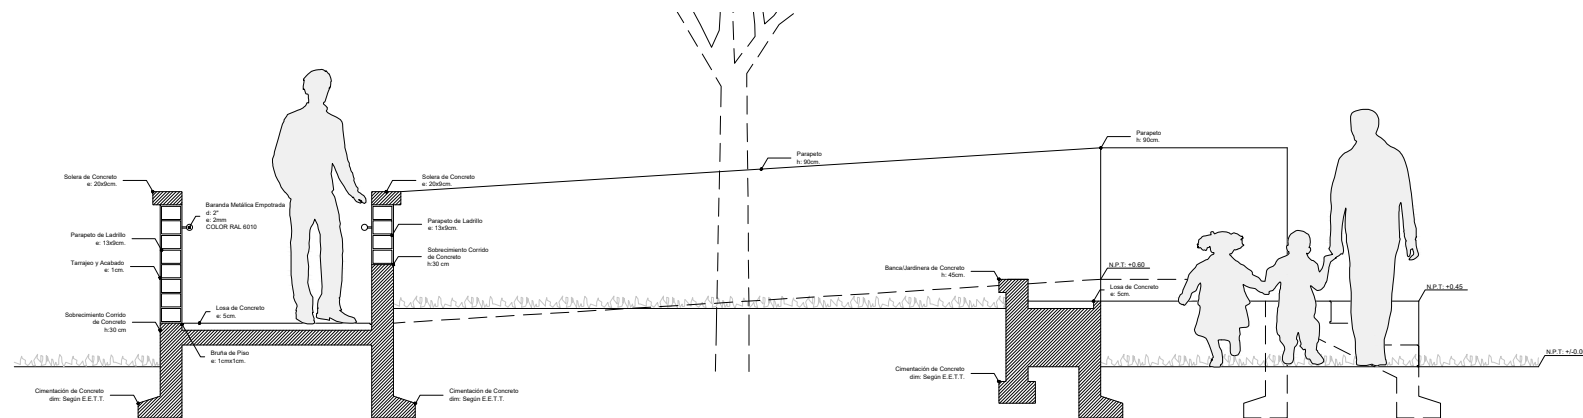 Solera de Concreto
e: 20x9cm.
Baranda Metálica Empotrada
d: 2"
e: 2mm
COLOR RAL 6010
Parapeto de Ladrillo
e: 13x9cm.
Tarrajeo y Acabado
e: 1cm.
Losa de Concreto
e: 5cm.
Sobrecimiento Corrido
de Concreto
h:30 cm
Bruña de Piso
e: 1cmx1cm.
Cimentación de Concreto
dim: Según E.E.T.T.
Solera de Concreto
e: 20x9cm.
Parapeto de Ladrillo
e: 13x9cm.
Sobrecimiento Corrido
de Concreto
h:30 cm
Cimentación de Concreto
dim: Según E.E.T.T.
Parapeto
h: 90cm.
Banca/Jardinera de Concreto
h: 45cm.
Cimentación de Concreto
dim: Según E.E.T.T.
Parapeto
h: 90cm.
N.P.T: +0.60
Losa de Concreto
e: 5cm.
N.P.T: +0.45
N.P.T: +/-0.0